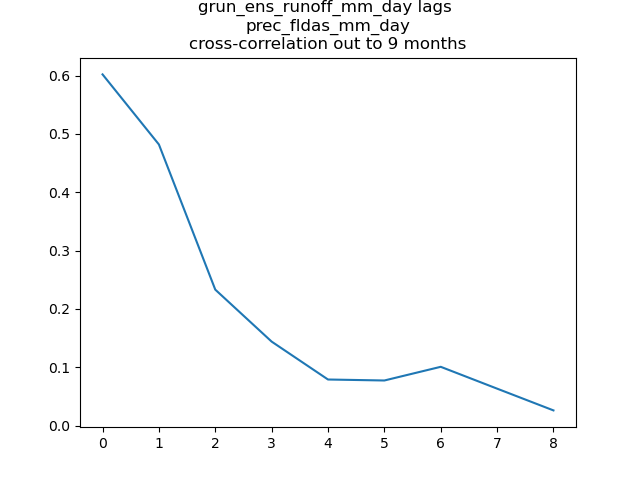 grun_ens_runoff_mm_day lags
prec_fldas_mm_day
cross-correlation out to 9 months
0.6
0.5
0.4
0.3
0.2
0.1
0.0
0 1 2 3 4 5 6 7 8